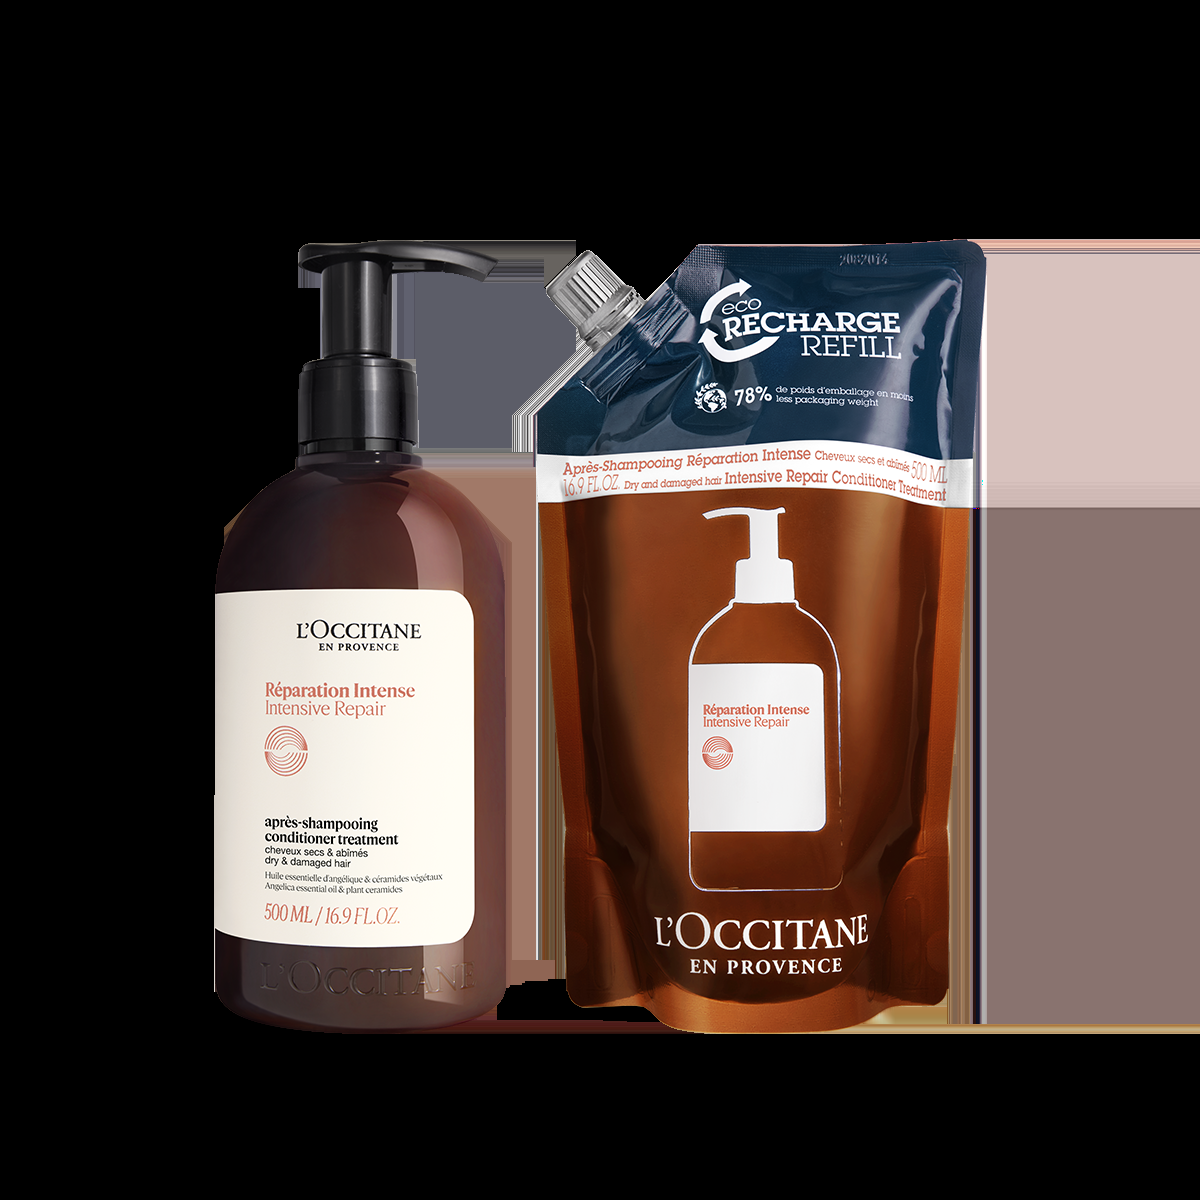 L'OCCITANE
EN PROVENCE
Réparation Intense
Intensive Repair
après-shampooing
conditioner treatment
cheveux secs & abîmés
dry & damaged hair
Huile essentielle d'angélique & céramides végétaux
Angelica essential oil & plant ceramides
500 ML / 16.9 FL.OZ.
L'OCCITANE
2082014
eco
RECHARGE
REFILL
78% de poids d'emballage en moins
less packaging weight
Après-Shampooing Réparation Intense Cheveux secs et abîmés 500 ML
16.9 FL.OZ. Dry and damaged hair Intensive Repair Conditioner Treatment
Réparation Intense
Intensive Repair
L'OCCITANE
EN PROVENCE